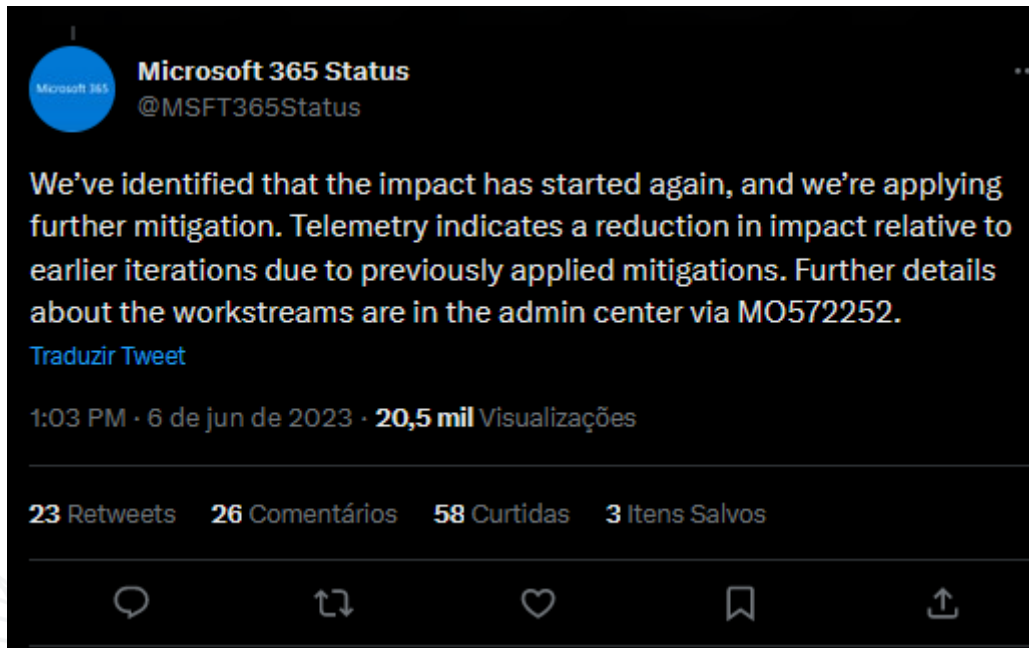 Microsoft 365
Microsoft 365 Status
@MSFT365Status
We’ve identified that the impact has started again, and we’re applying
further mitigation. Telemetry indicates a reduction in impact relative to
earlier iterations due to previously applied mitigations. Further details
about the workstreams are in the admin center via MO572252.
Traduzir Tweet
1:03 PM · 6 de jun de 2023 · 20,5 mil Visualizações
23 Retweets 26 Comentários 58 Curtidas 3 Itens Salvos